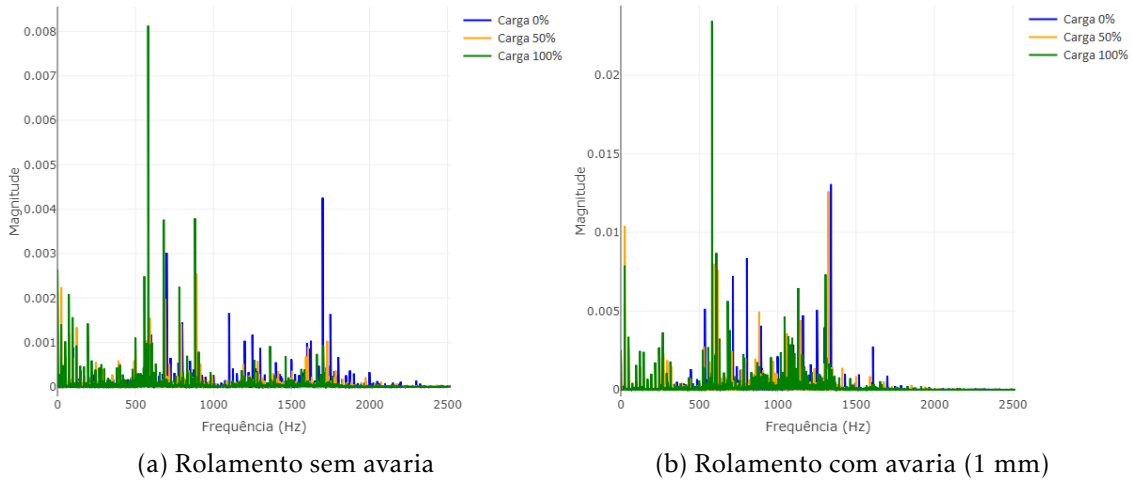 0.008
0.007
0.006
0.005
0.004
0.003
0.002
0.001
0
Magnitude
0
500
1000
1500
2000
2500
Frequência (Hz)
Carga 0%
Carga 50%
Carga 100%
(a) Rolamento sem avaria
0.02
0.015
0.01
0.005
0
Magnitude
0
500
1000
1500
2000
2500
Frequência (Hz)
Carga 0%
Carga 50%
Carga 100%
(b) Rolamento com avaria (1 mm)